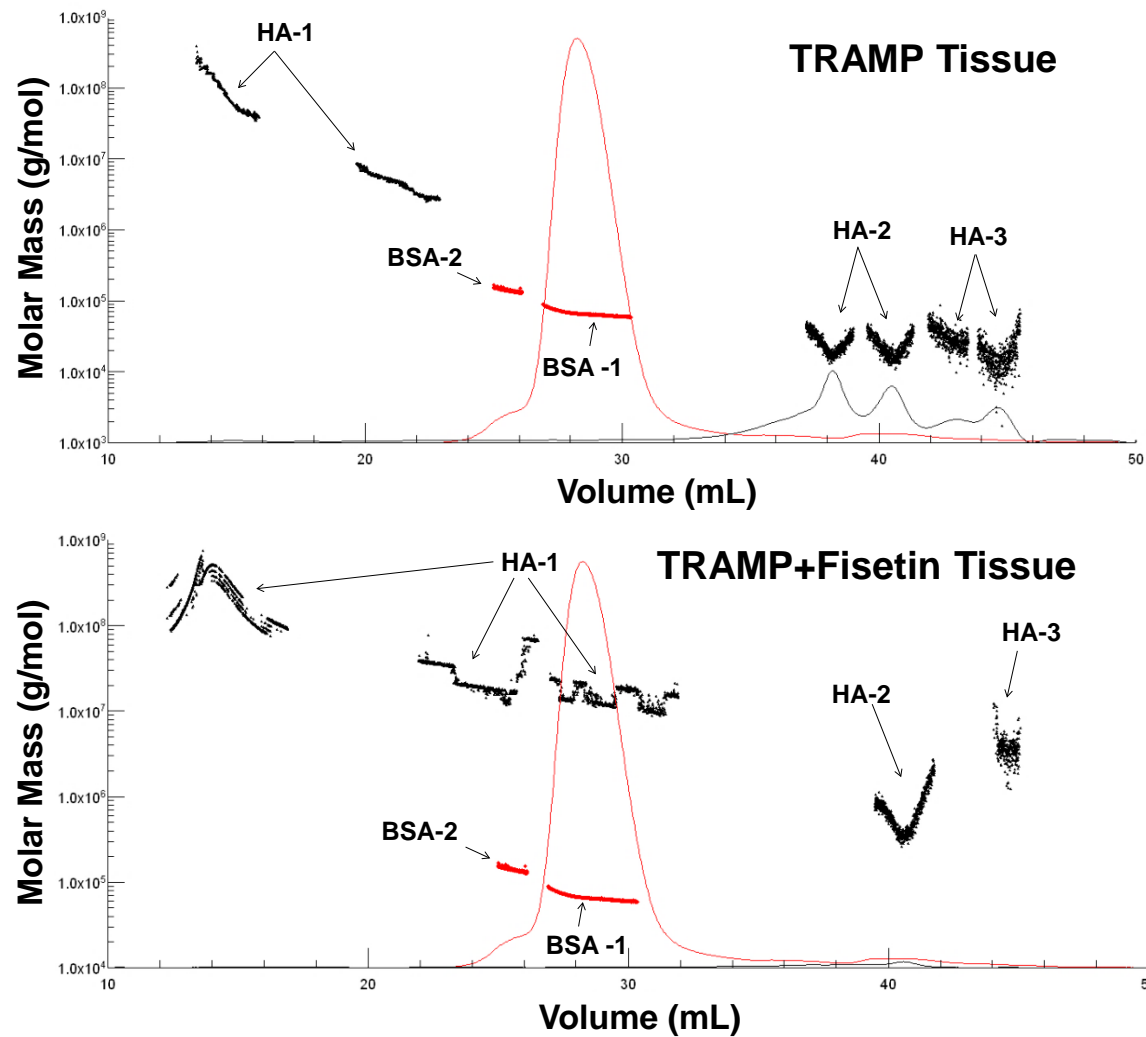 TRAMP Tissue
Molar Mass (g/mol)
1.0x10⁹
1.0x10⁸
1.0x10⁷
1.0x10⁶
1.0x10⁵
1.0x10⁴
1.0x10³
HA-1
BSA-2
BSA -1
HA-2
HA-3
10
20
30
40
50
Volume (mL)
TRAMP+Fisetin Tissue
Molar Mass (g/mol)
1.0x10⁹
1.0x10⁸
1.0x10⁷
1.0x10⁶
1.0x10⁵
1.0x10⁴
HA-1
HA-3
HA-2
BSA-2
BSA -1
10
20
30
40
5
Volume (mL)